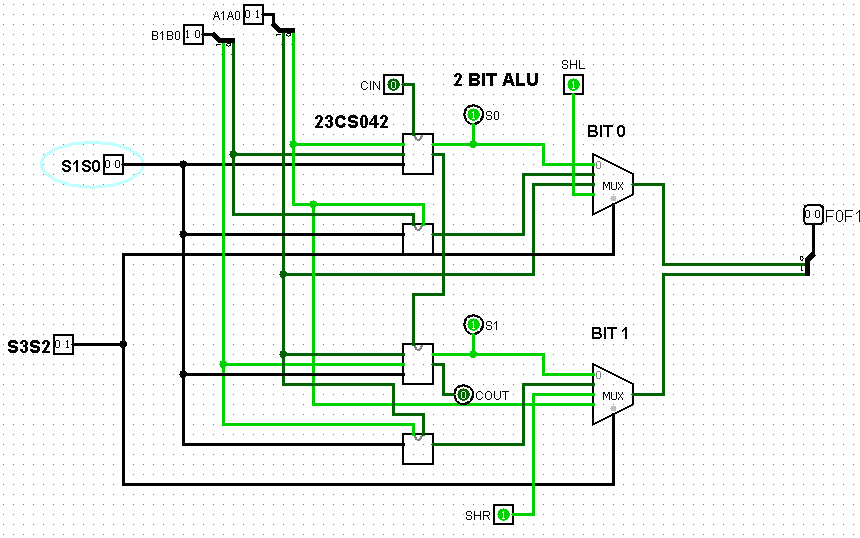 A1A0 0 1
B1B0 1 0
CIN 0
2 BIT ALU
SHL
1
23CS042
1 S0
BIT 0
S1S0 0 0
0
MUX
0 0 F0F1
S3S2 0 1
1 S1
BIT 1
0
0 COUT
MUX
SHR 1